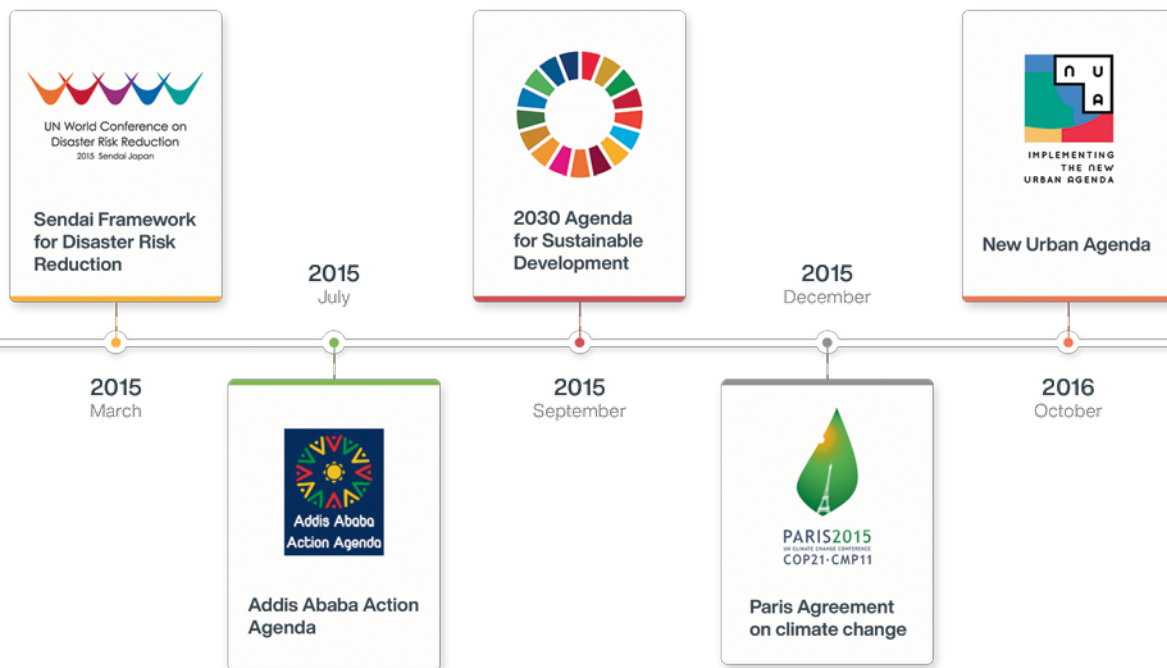 UN World Conference on
Disaster Risk Reduction
2015 Sendai Japan
Sendai Framework
for Disaster Risk
Reduction
2015
March
2015
July
Addis Ababa
Action Agenda
Addis Ababa Action
Agenda
2030 Agenda
for Sustainable
Development
2015
September
2015
December
PARIS2015
UN CLIMATE CHANGE CONFERENCE
COP21·CMP11
Paris Agreement
on climate change
N U
A
IMPLEMENTING
THE NEW
URBAN AGENDA
New Urban Agenda
2016
October